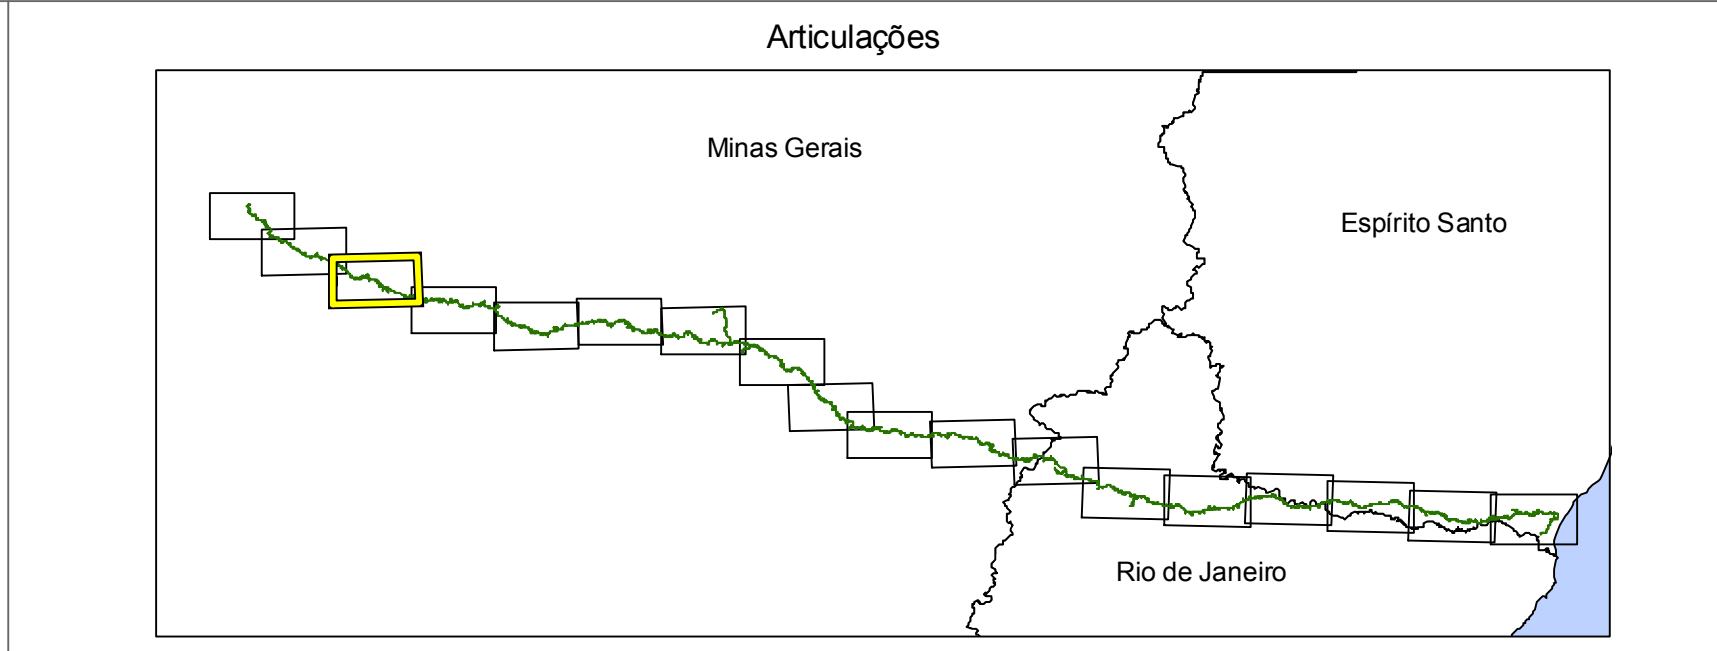 Articulações
Minas Gerais
Espírito Santo
Rio de Janeiro